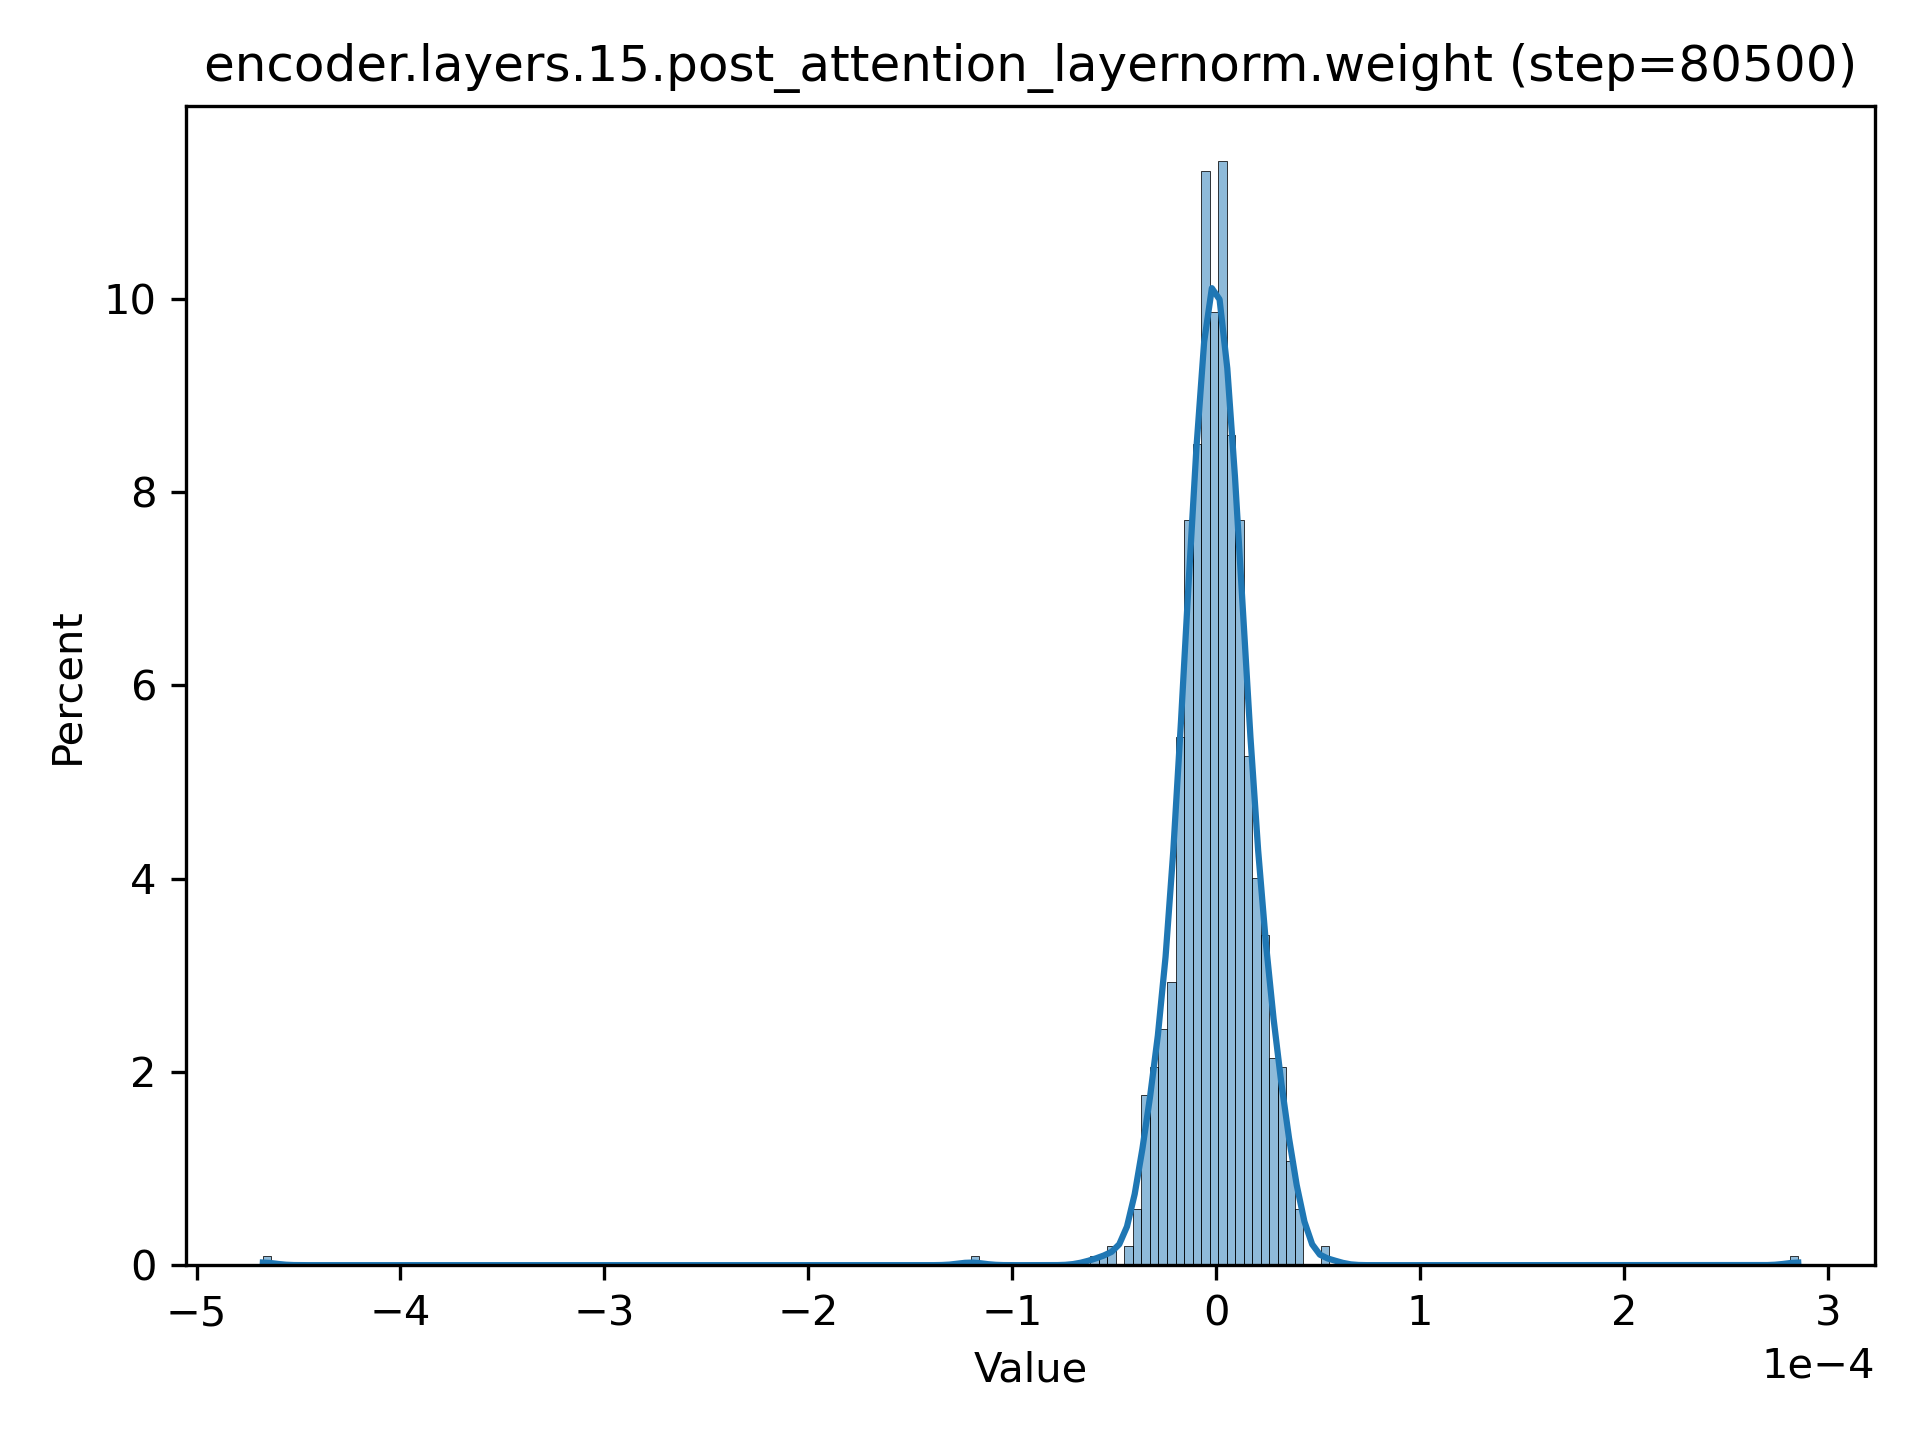 encoder.layers.15.post_attention_layernorm.weight (step=80500)
Percent
10
8
6
4
2
0
−5 −4 −3 −2 −1 0 1 2 3
1e−4
Value